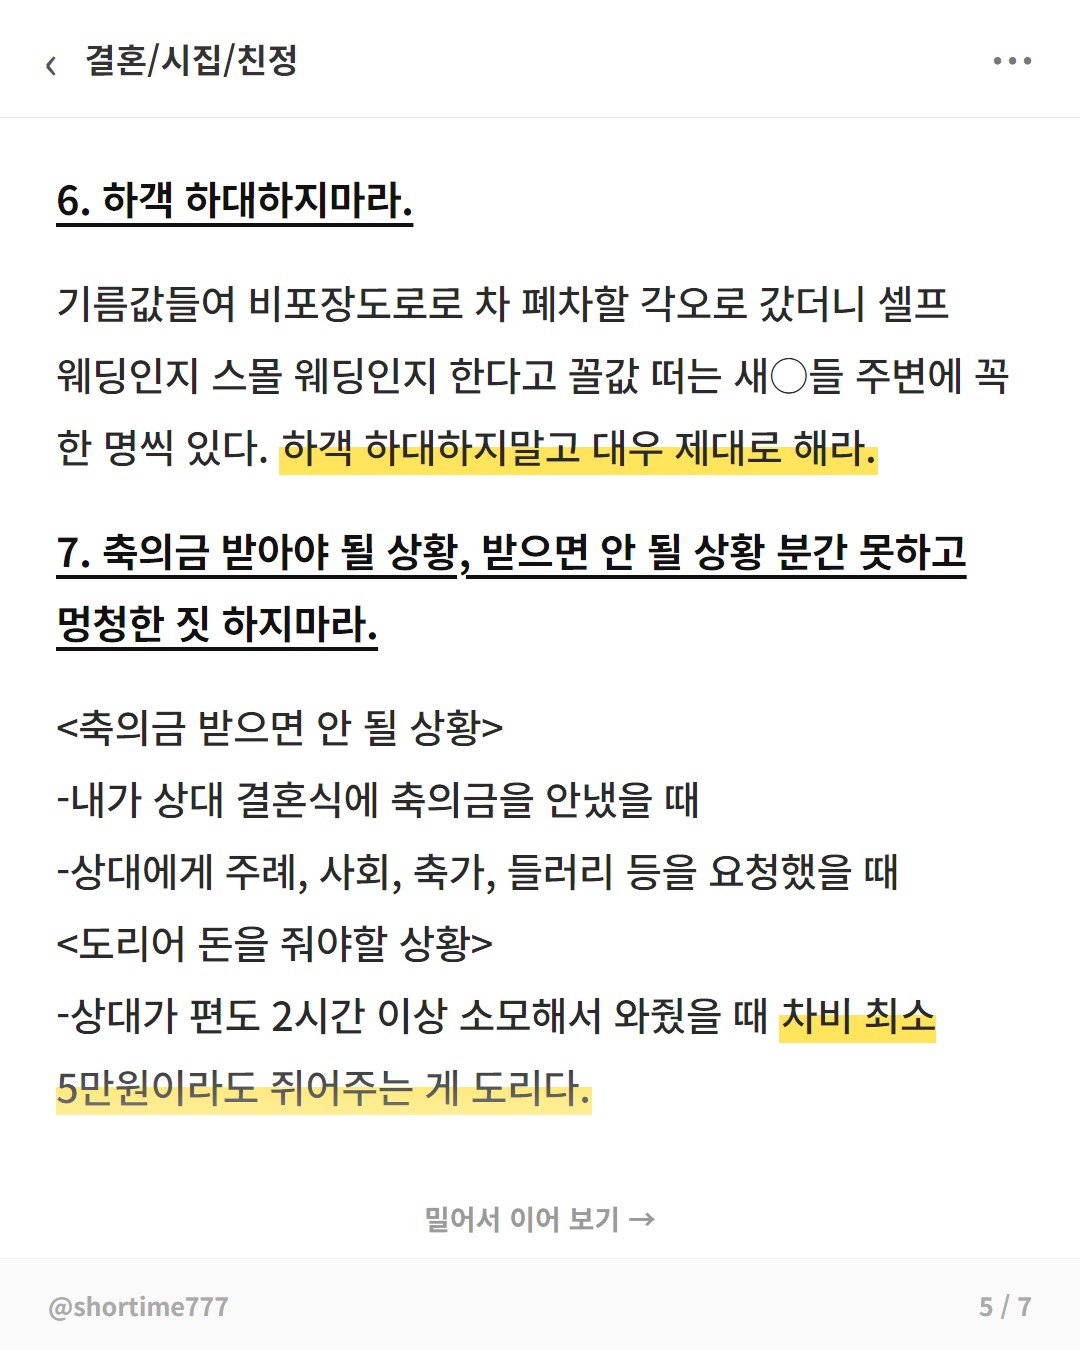 ‹ 결혼/시집/친정 •••
6. 하객 하대하지마라.
기름값들여 비포장도로로 차 폐차할 각오로 갔더니 셀프
웨딩인지 스몰 웨딩인지 한다고 꼴값 떠는 새◯들 주변에 꼭
한 명씩 있다. 하객 하대하지말고 대우 제대로 해라.
7. 축의금 받아야 될 상황, 받으면 안 될 상황 분간 못하고
멍청한 짓 하지마라.
<축의금 받으면 안 될 상황>
-내가 상대 결혼식에 축의금을 안냈을 때
-상대에게 주례, 사회, 축가, 들러리 등을 요청했을 때
<도리어 돈을 줘야할 상황>
-상대가 편도 2시간 이상 소모해서 와줬을 때 차비 최소
5만원이라도 쥐어주는 게 도리다.
밀어서 이어 보기 →
@shortime777 5 / 7